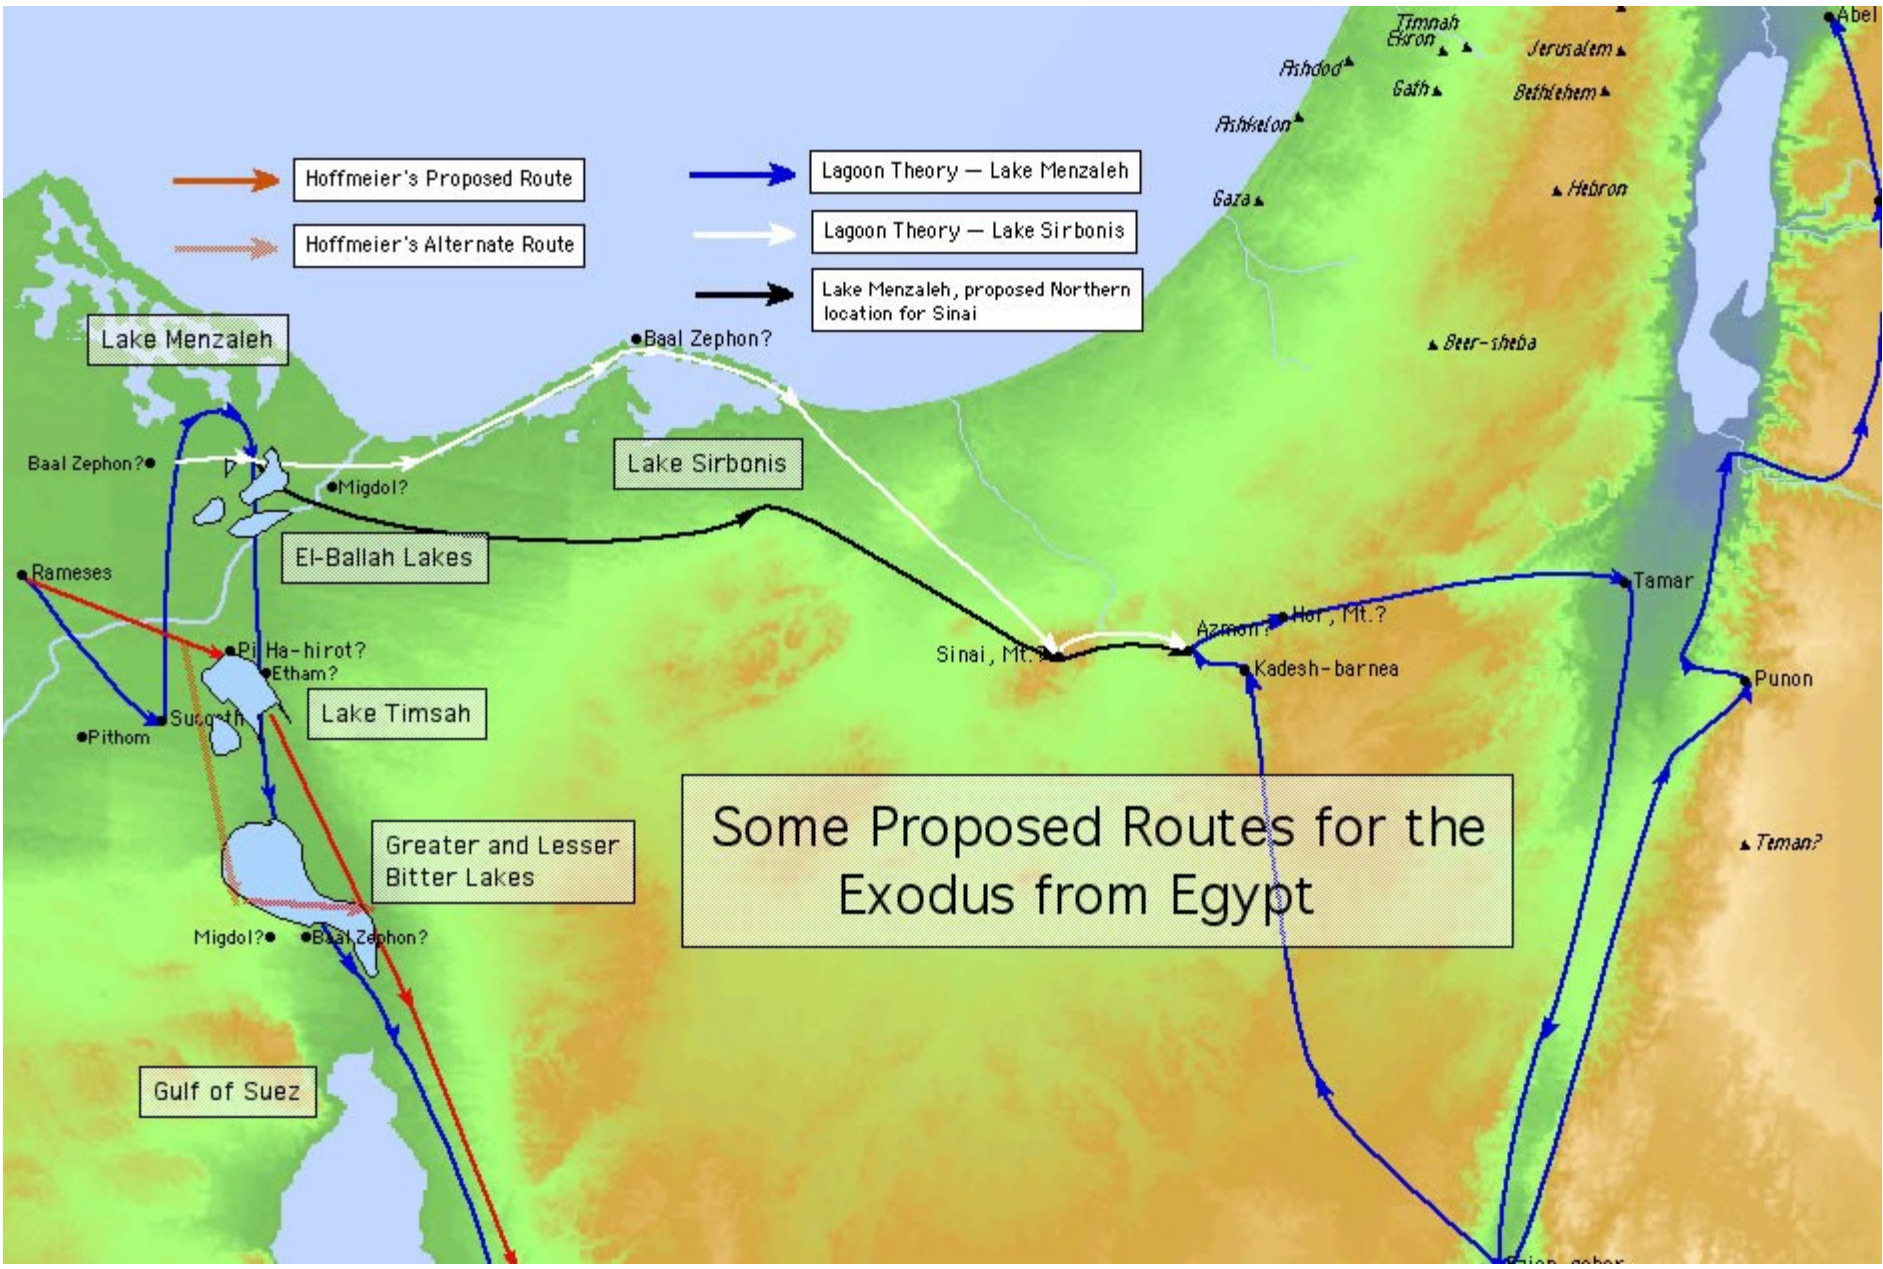 Timnah
Ekron
Jerusalem
Abel
Ashdod
Gath
Bethlehem
Ashkelon
Hoffmeier's Proposed Route
Lagoon Theory — Lake Menzaleh
Gaza
Hebron
Hoffmeier's Alternate Route
Lagoon Theory — Lake Sirbonis
Lake Menzaleh, proposed Northern
location for Sinai
Lake Menzaleh
Baal Zephon?
Beer-sheba
Baal Zephon?
Lake Sirbonis
Migdol?
El-Ballah Lakes
Rameses
Tamar
Hor, Mt.?
Azmon?
Pi Ha-hirot?
Sinai, Mt.?
Etham?
Kadesh-barnea
Punon
Lake Timsah
Succoth
Pithom
Some Proposed Routes for the
Exodus from Egypt
Greater and Lesser
Bitter Lakes
Teman?
Migdol?
Baal Zephon?
Gulf of Suez